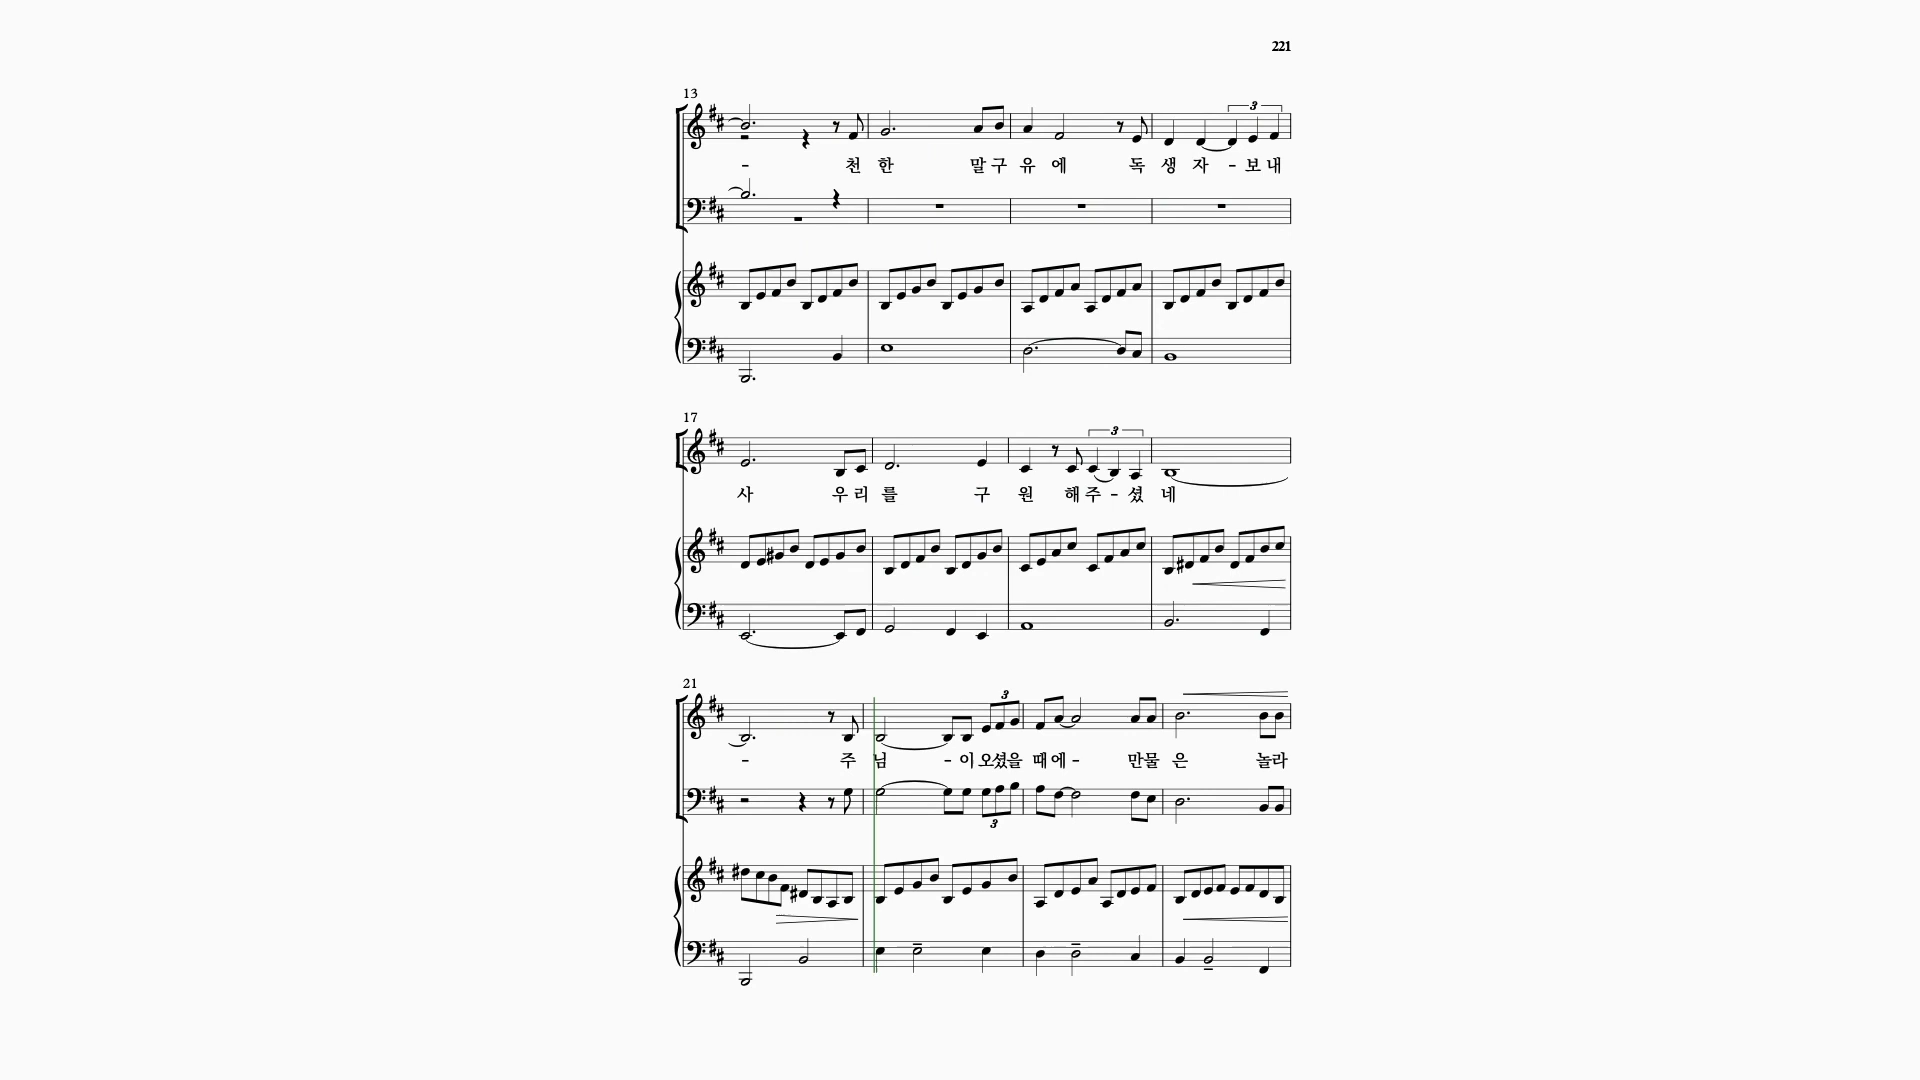 221
13
3
- 천 한 말 구 유 에 독 생 자 - 보 내
17
3
사 우 리 를 구 원 해 주 - 셨 네
21
3
- 주 님 - 이 오셨을 때 에 - 만물 은 놀라
3